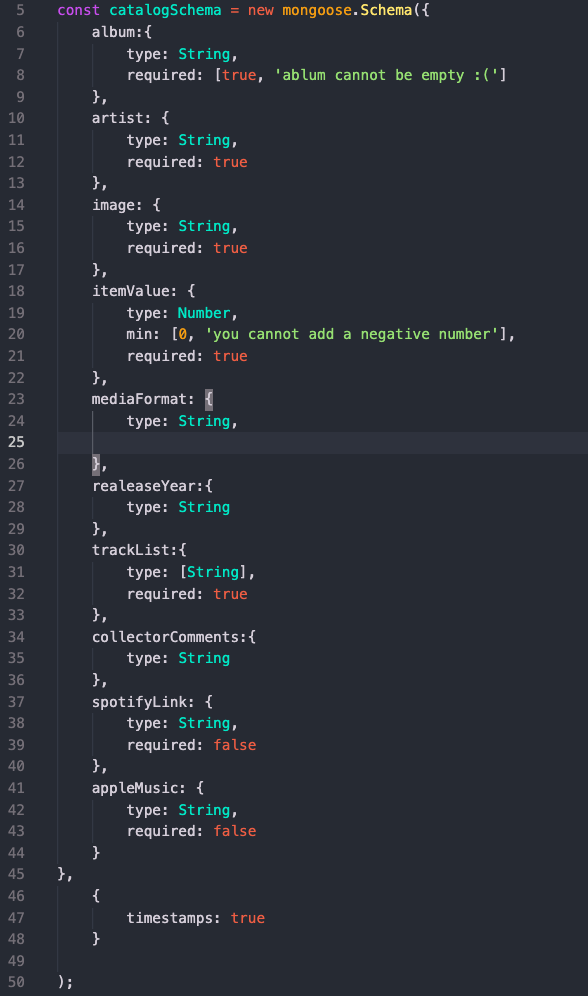 5 const catalogSchema = new mongoose.Schema({
6 album:{
7 type: String,
8 required: [true, 'ablum cannot be empty :(']
9 },
10 artist: {
11 type: String,
12 required: true
13 },
14 image: {
15 type: String,
16 required: true
17 },
18 itemValue: {
19 type: Number,
20 min: [0, 'you cannot add a negative number'],
21 required: true
22 },
23 mediaFormat: {
24 type: String,
25
26 },
27 realeaseYear:{
28 type: String
29 },
30 trackList:{
31 type: [String],
32 required: true
33 },
34 collectorComments:{
35 type: String
36 },
37 spotifyLink: {
38 type: String,
39 required: false
40 },
41 appleMusic: {
42 type: String,
43 required: false
44 }
45 },
46 {
47 timestamps: true
48 }
49
50 );